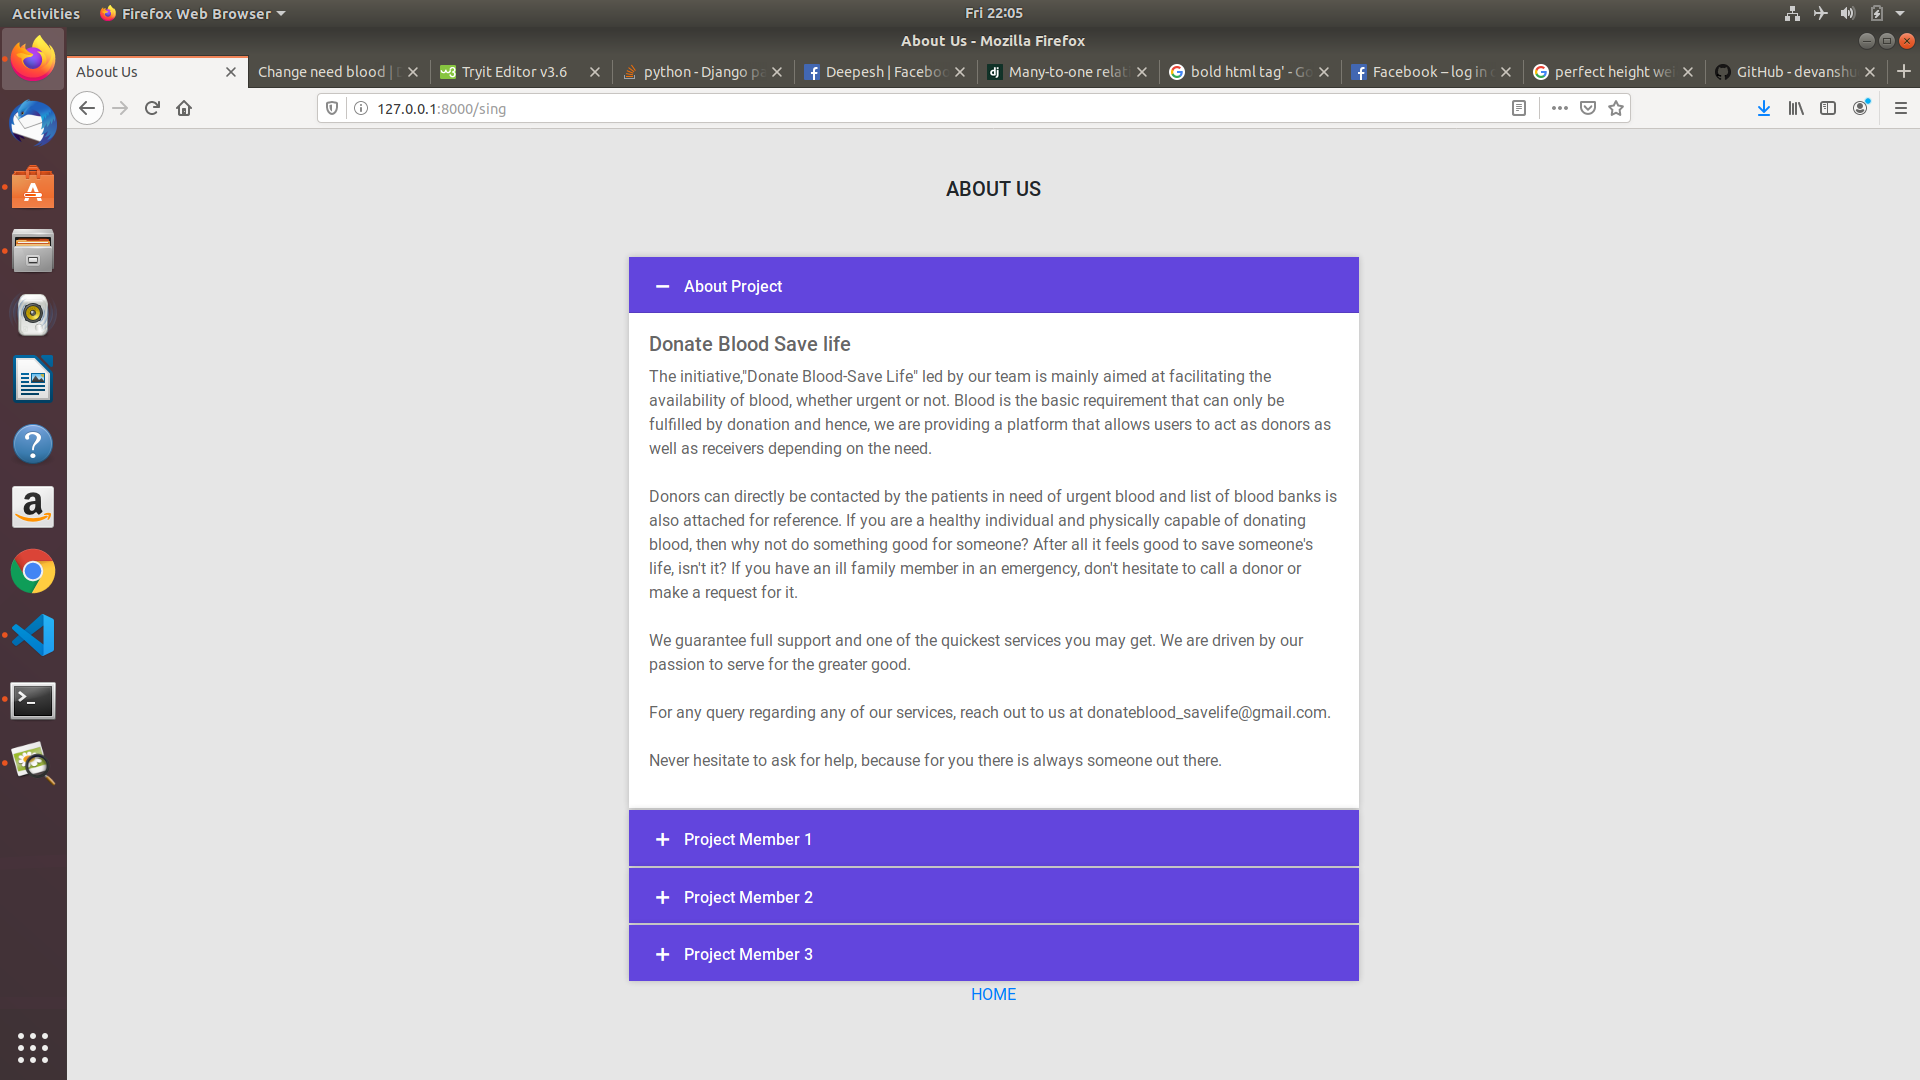 Activities
Firefox Web Browser
Fri 22:05
About Us - Mozilla Firefox
About Us
Change need blood |
Tryit Editor v3.6
python - Django pa
Deepesh | Faceboo
Many-to-one relat
bold html tag' - Go
Facebook – log in o
perfect height we
GitHub - devanshu
127.0.0.1:8000/sing
ABOUT US
About Project
Donate Blood Save life
The initiative,"Donate Blood-Save Life" led by our team is mainly aimed at facilitating the
availability of blood, whether urgent or not. Blood is the basic requirement that can only be
fulfilled by donation and hence, we are providing a platform that allows users to act as donors as
well as receivers depending on the need.
Donors can directly be contacted by the patients in need of urgent blood and list of blood banks is
also attached for reference. If you are a healthy individual and physically capable of donating
blood, then why not do something good for someone? After all it feels good to save someone's
life, isn't it? If you have an ill family member in an emergency, don't hesitate to call a donor or
make a request for it.
We guarantee full support and one of the quickest services you may get. We are driven by our
passion to serve for the greater good.
For any query regarding any of our services, reach out to us at donateblood_savelife@gmail.com.
Never hesitate to ask for help, because for you there is always someone out there.
Project Member 1
Project Member 2
Project Member 3
HOME